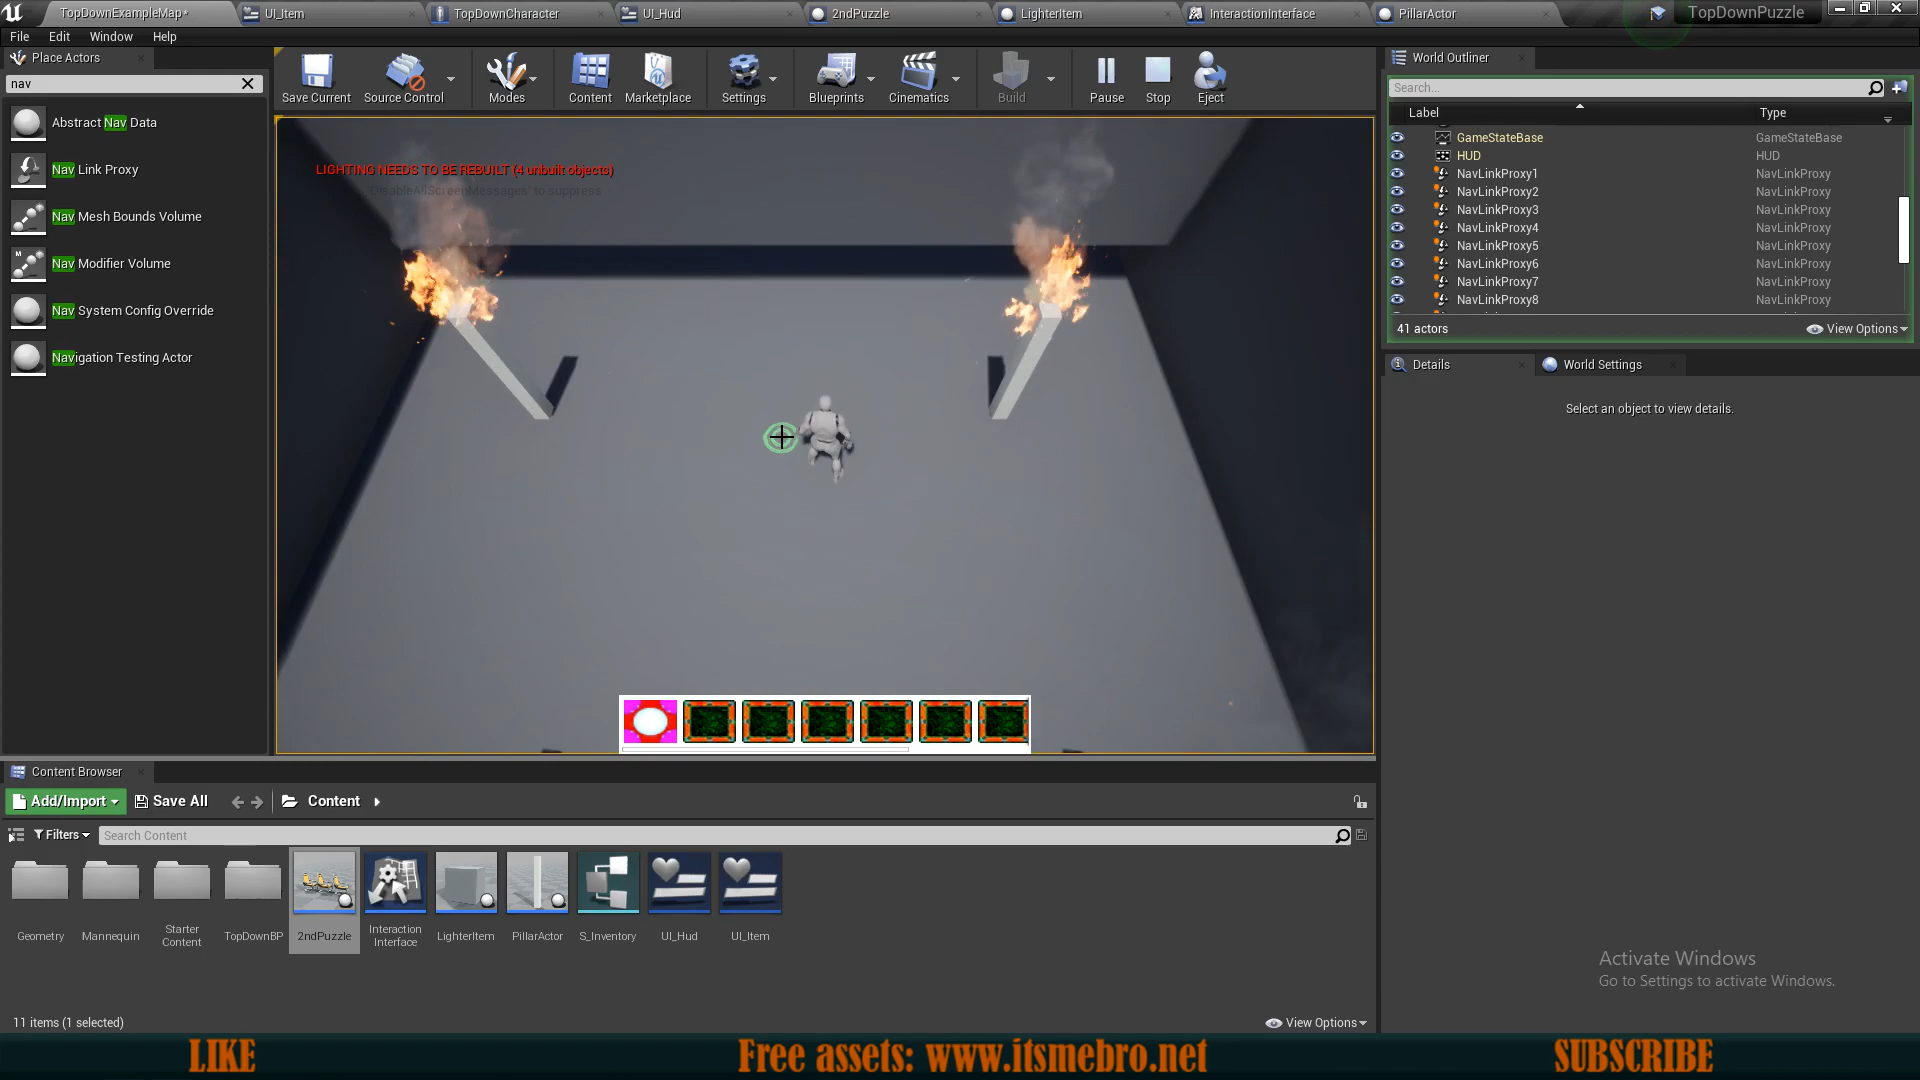 TopDownExampleMap*
UI_Item
TopDownCharacter
UI_Hud
2ndPuzzle
LighterItem
InteractionInterface
PillarActor
TopDownPuzzle
File Edit Window Help
Place Actors
nav
Abstract Nav Data
Nav Link Proxy
Nav Mesh Bounds Volume
Nav Modifier Volume
Nav System Config Override
Navigation Testing Actor
Save Current
Source Control
Modes
Content
Marketplace
Settings
Blueprints
Cinematics
Build
Pause
Stop
Eject
LIGHTING NEEDS TO BE REBUILT (4 unbuilt objects)
'DisableAllScreenMessages' to suppress
World Outliner
Search...
Label Type
GameStateBase GameStateBase
HUD HUD
NavLinkProxy1 NavLinkProxy
NavLinkProxy2 NavLinkProxy
NavLinkProxy3 NavLinkProxy
NavLinkProxy4 NavLinkProxy
NavLinkProxy5 NavLinkProxy
NavLinkProxy6 NavLinkProxy
NavLinkProxy7 NavLinkProxy
NavLinkProxy8 NavLinkProxy
41 actors View Options
Details World Settings
Select an object to view details.
Content Browser
Add/Import Save All Content
Filters Search Content
Geometry
Mannequin
Starter
Content
TopDownBP
2ndPuzzle
Interaction
Interface
LighterItem
PillarActor
S_Inventory
UI_Hud
UI_Item
11 items (1 selected) View Options
Activate Windows
Go to Settings to activate Windows.
LIKE Free assets: www.itsmebro.net SUBSCRIBE